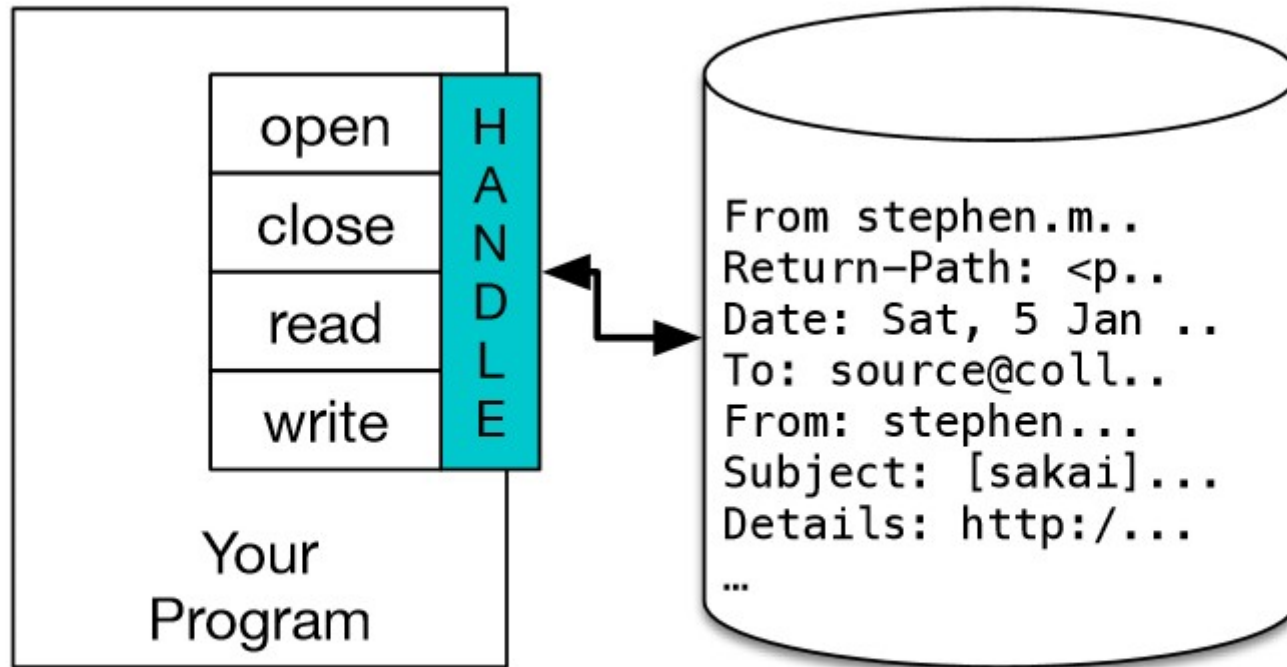 open
close
read
write
HANDLE
Your
Program
From stephen.m..
Return-Path: <p..
Date: Sat, 5 Jan ..
To: source@coll..
From: stephen...
Subject: [sakai]...
Details: http:/...
…